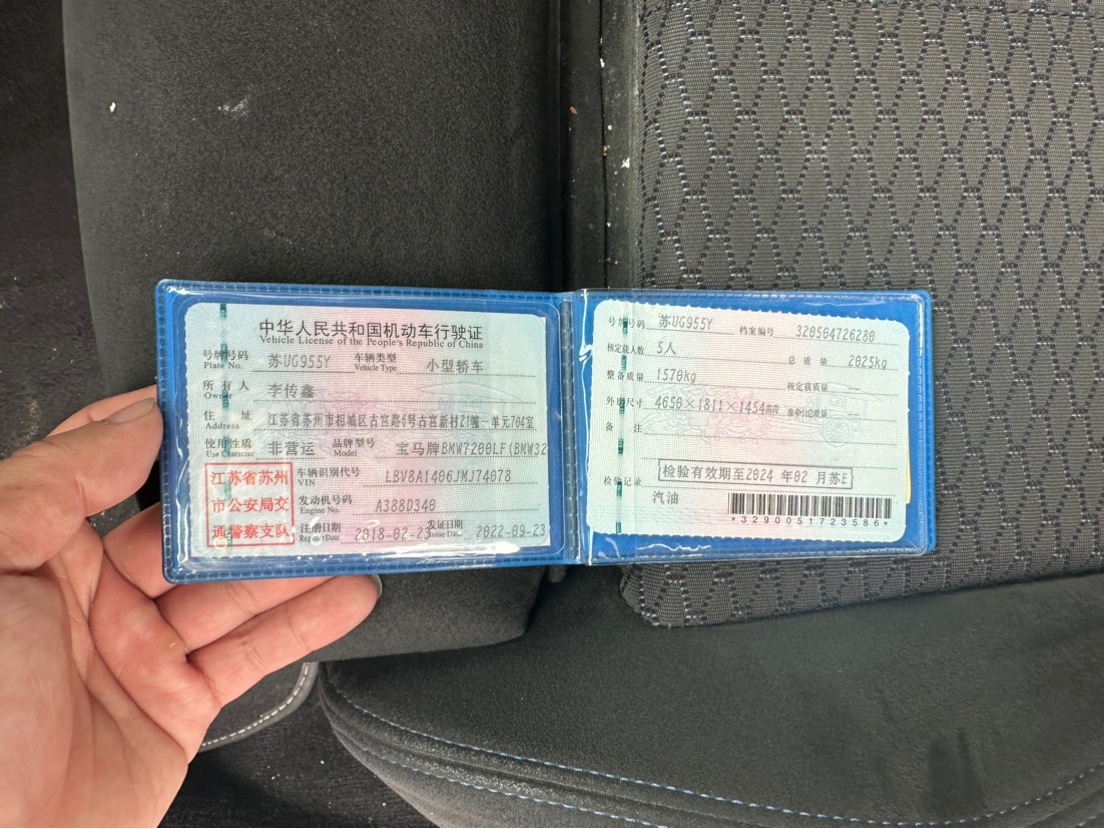 中华人民共和国机动车行驶证
Vehicle License of the People's Republic of China
号牌号码 苏UG955Y 车辆类型 小型轿车
Plate No. Vehicle Type
所有人 李传鑫
Owner
住址 江苏省苏州市相城区古宫路6号古宫新村21幢一单元704室
Address
使用性质 非营运 品牌型号 宝马牌BMW7200LF(BMW32
Use Character Model
江苏省苏州
市公安局交
通警察支队
车辆识别代号 LBV8A1406JMJ74078
VIN
发动机号码 A388D340
Engine No.
注册日期 2018-02-23 发证日期 2022-09-23
Register Date Issue Date
号牌号码 苏UG955Y 档案编号 320504726280
核定载人数 5人 总质量 2025kg
整备质量 1570kg 核定载质量 --
外廓尺寸 4650×1811×1454mm 准牵引总质量 --
备注
检验记录 检验有效期至2024 年02 月苏E
汽油
*3290051723586*